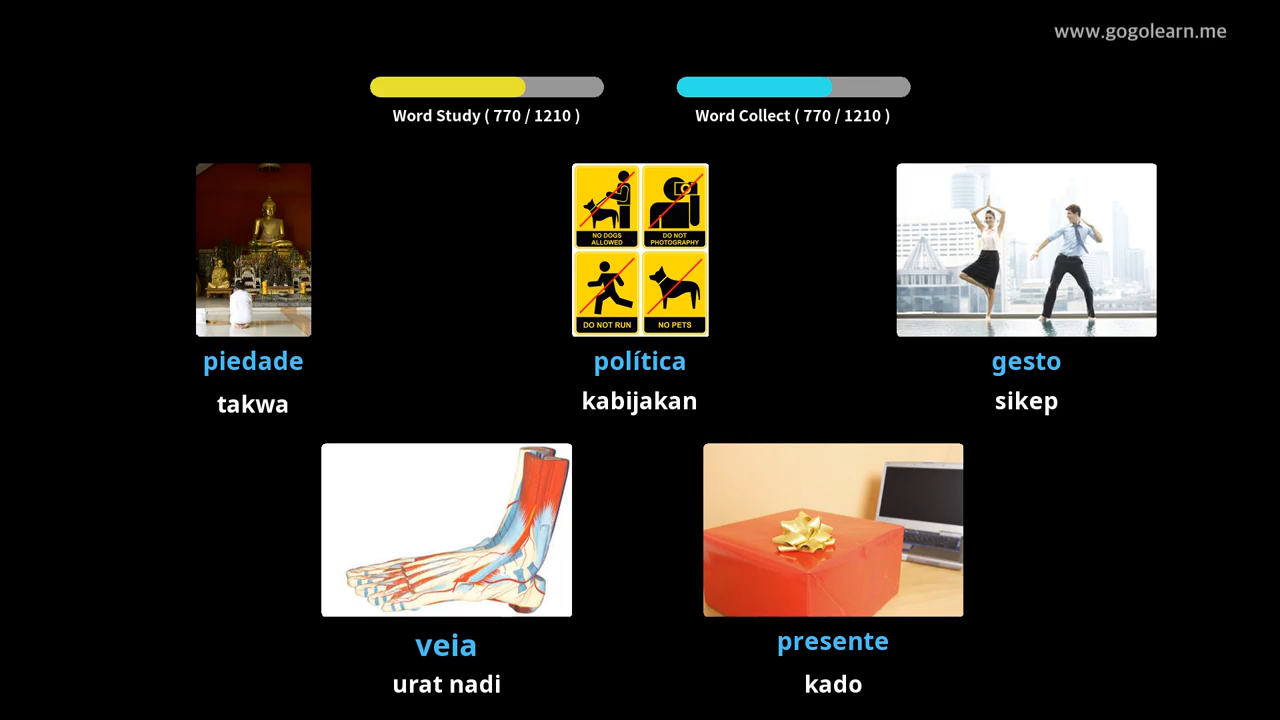 www.gogolearn.me
Word Study ( 770 / 1210 )
Word Collect ( 770 / 1210 )
NO DOGS
ALLOWED
DO NOT
PHOTOGRAPHY
DO NOT RUN
NO PETS
piedade
política
gesto
takwa
kabijakan
sikep
veia
presente
urat nadi
kado